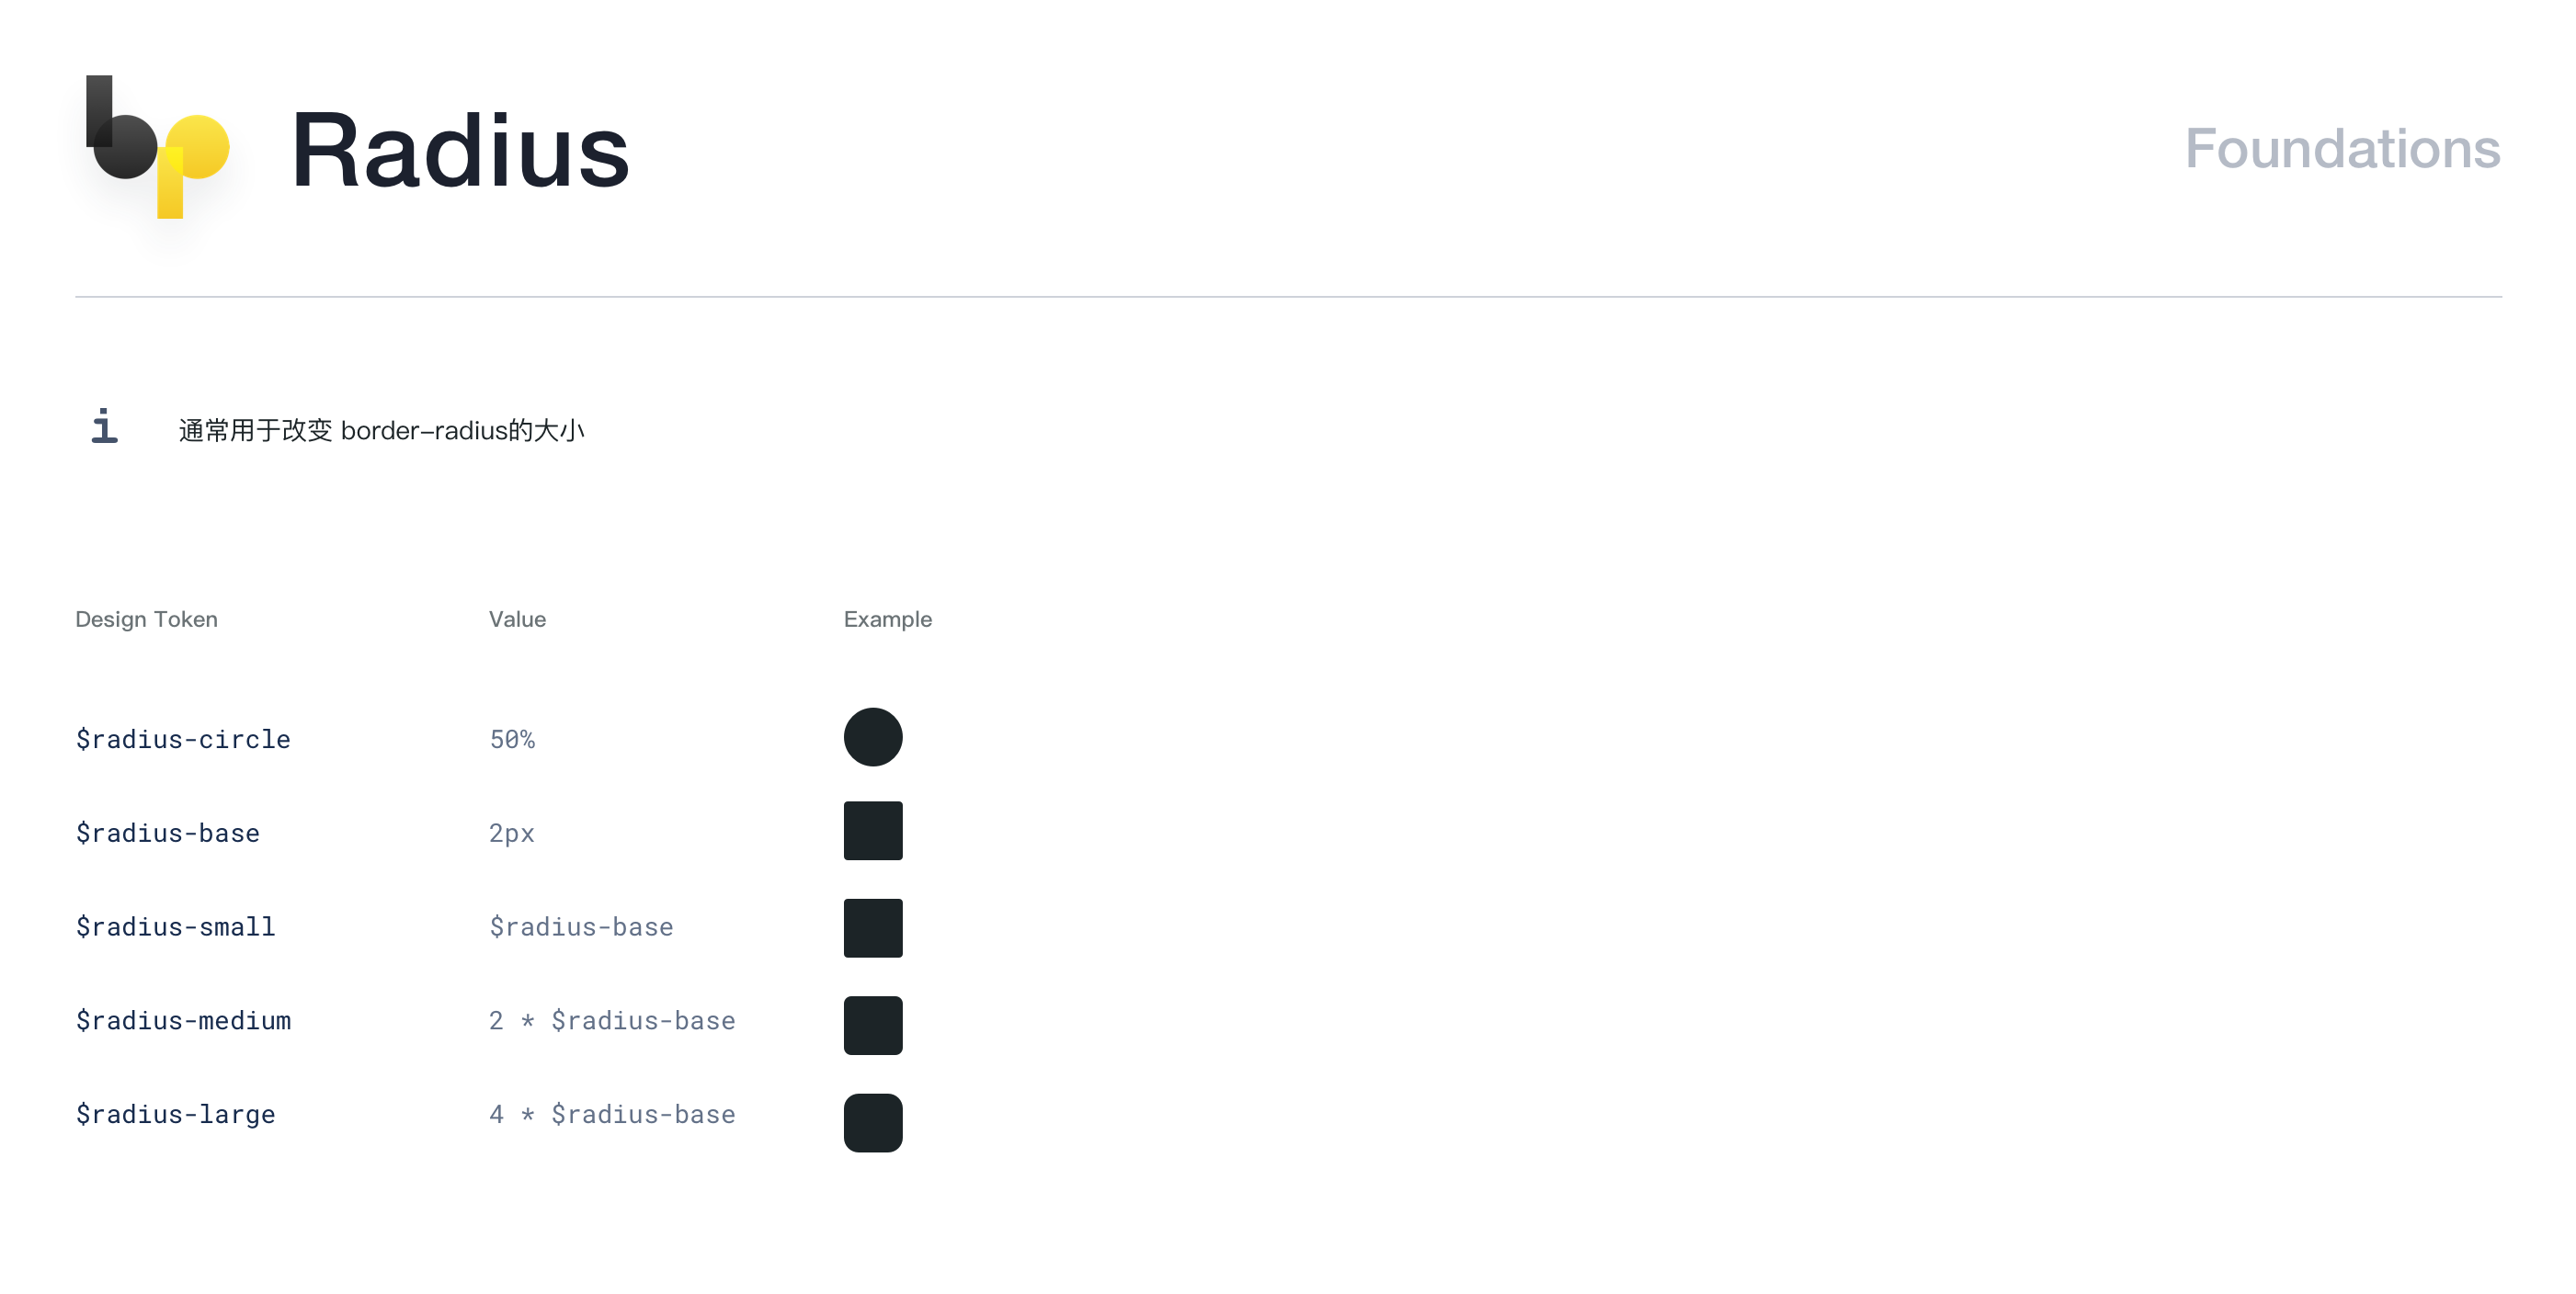 bp
Radius
Foundations
i
通常用于改变 border-radius的大小
Design Token Value Example
$radius-circle 50%
$radius-base 2px
$radius-small $radius-base
$radius-medium 2 * $radius-base
$radius-large 4 * $radius-base